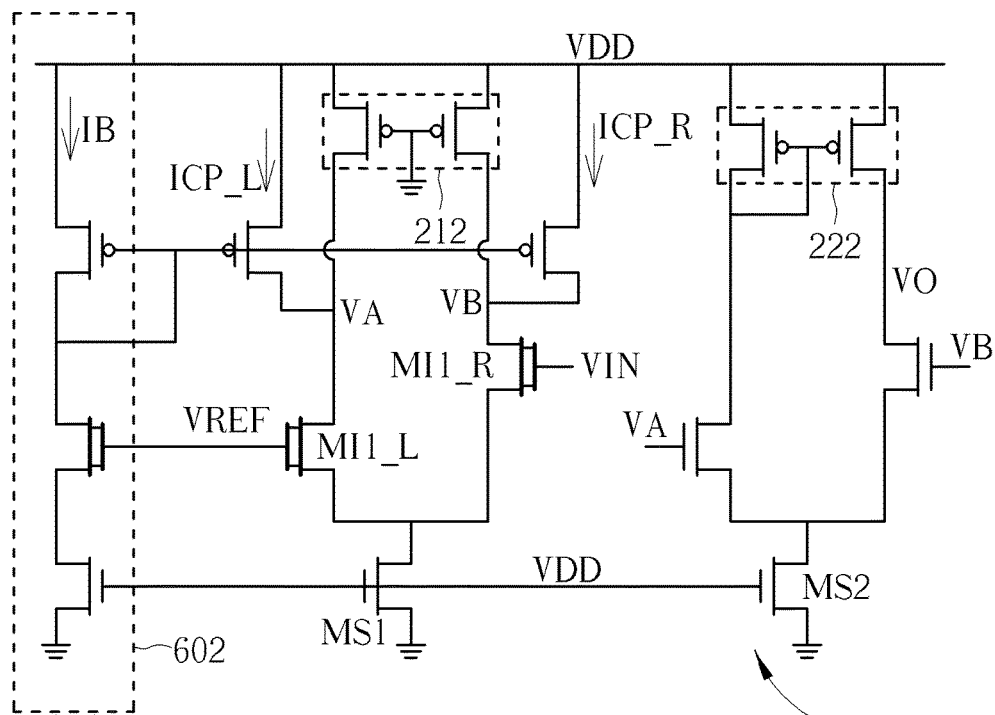 VDD
IB
ICP_L
ICP_R
212
222
VA
VB
VO
MI1_R
VIN
VB
VREF
MI1_L
VA
VDD
MS1
MS2
602